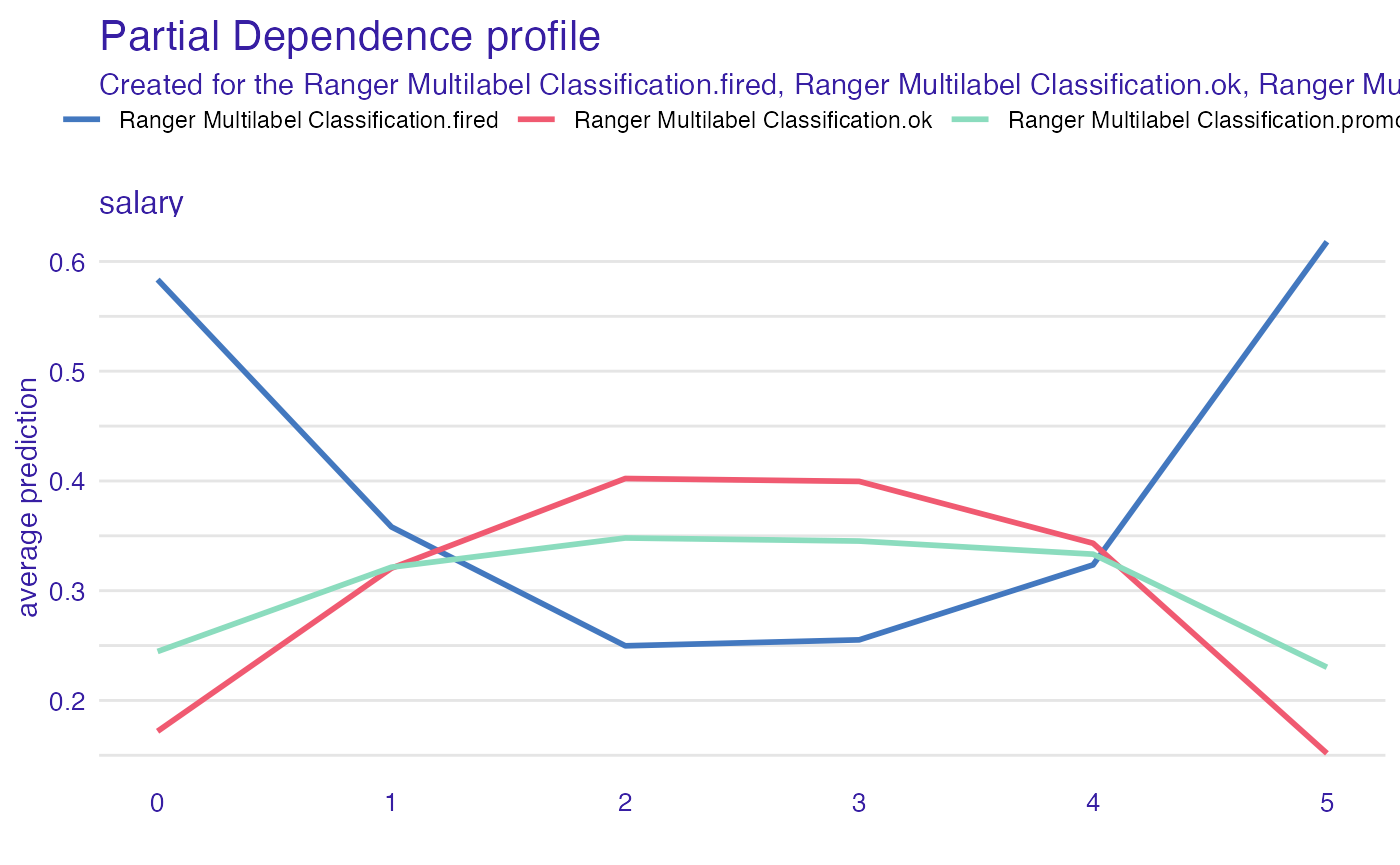 Partial Dependence profile
Created for the Ranger Multilabel Classification.fired, Ranger Multilabel Classification.ok, Ranger Mu
Ranger Multilabel Classification.fired Ranger Multilabel Classification.ok Ranger Multilabel Classification.promo
salary
0.6
0.5
0.4
0.3
0.2
average prediction
0 1 2 3 4 5